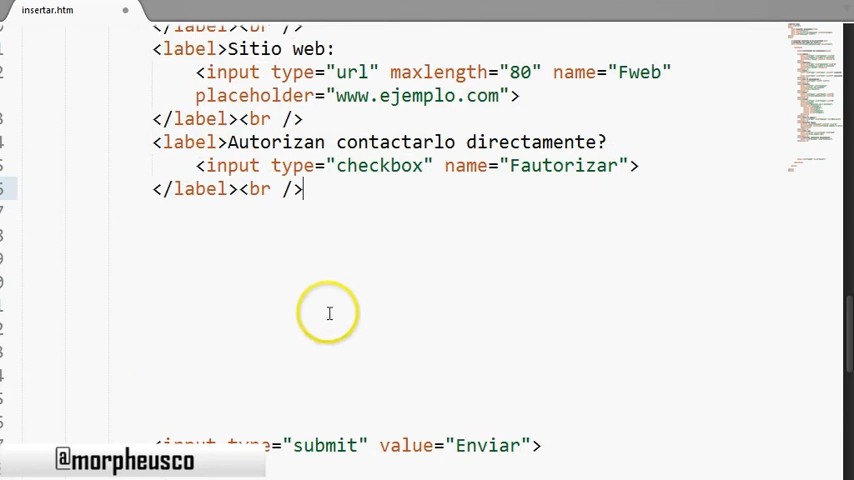 insertar.htm
</label><br />
<label>Sitio web:
<input type="url" maxlength="80" name="Fweb"
placeholder="www.ejemplo.com">
</label><br />
<label>Autorizan contactarlo directamente?
<input type="checkbox" name="Fautorizar">
</label><br />
<input type="submit" value="Enviar">
@morpheusco